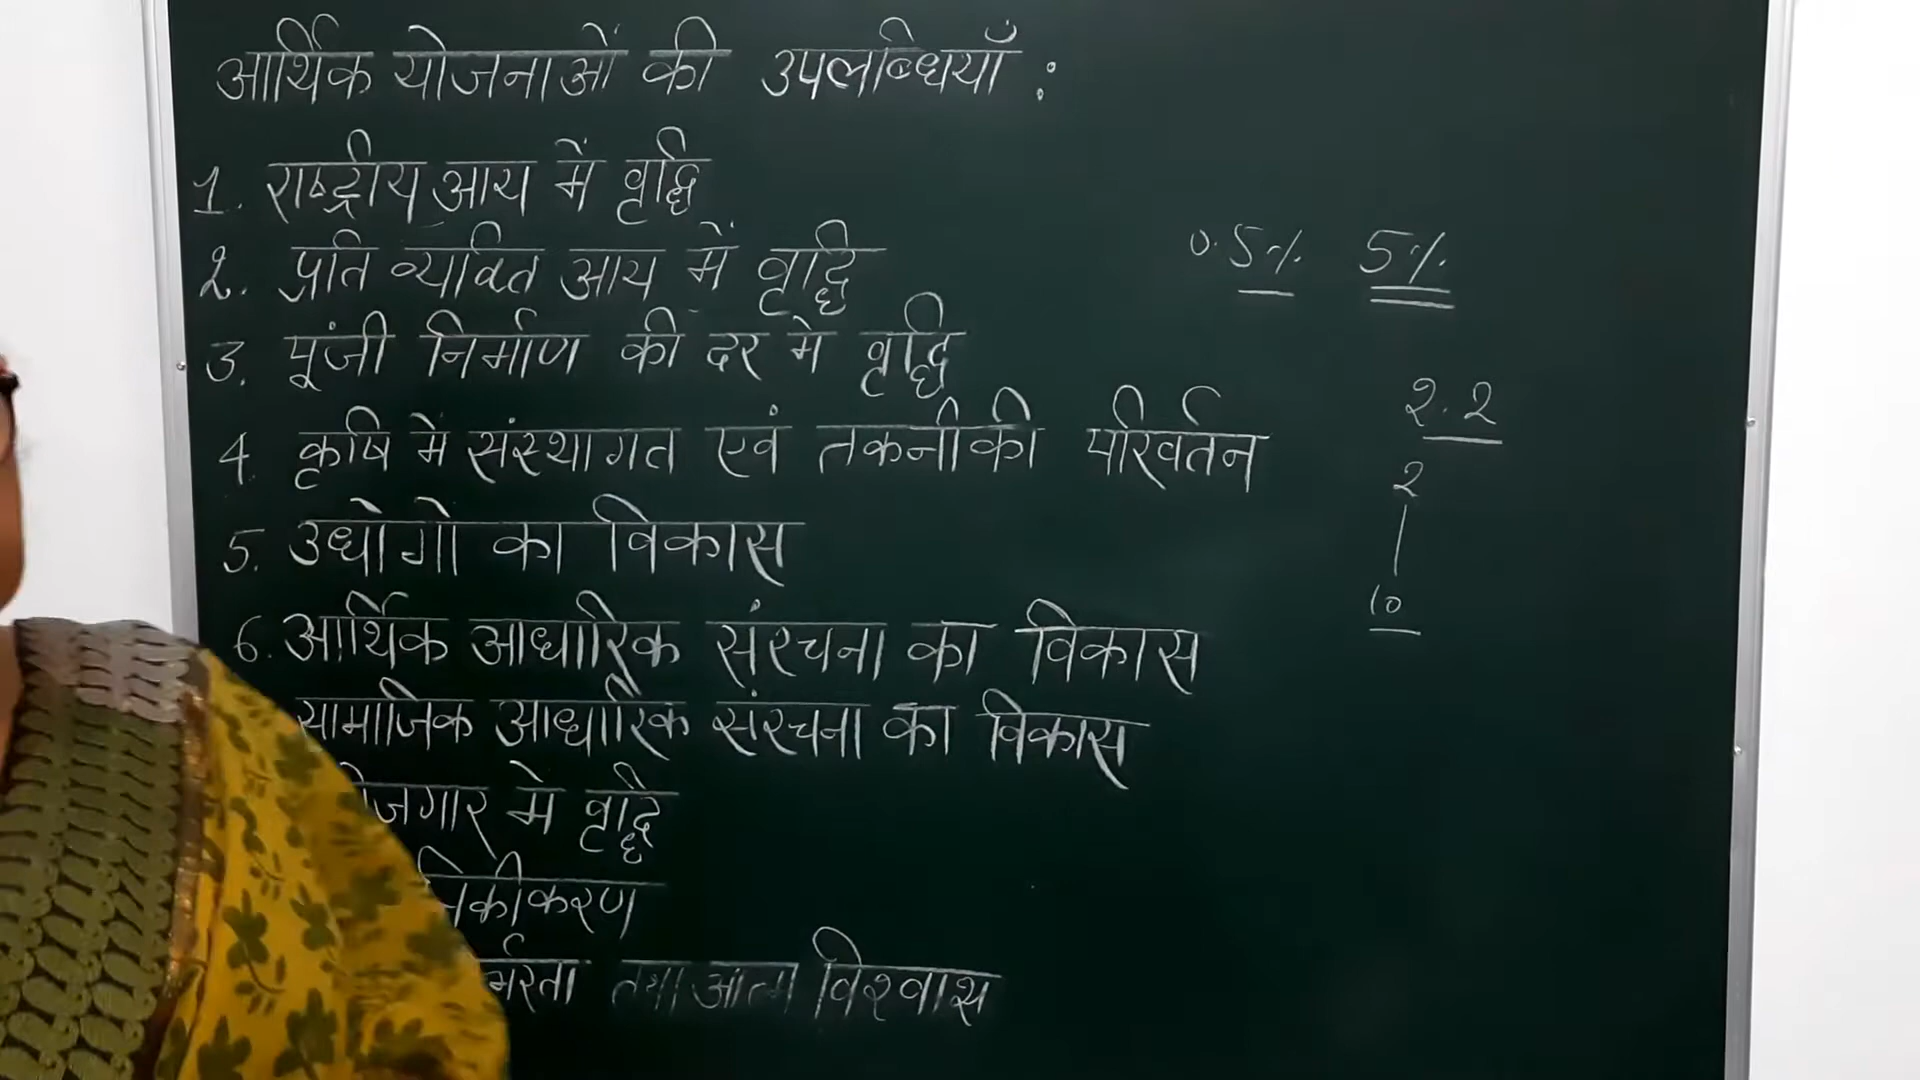 आर्थिक योजनाओं की उपलब्धियाँ :
1. राष्ट्रीय आय में वृद्धि
2. प्रति व्यक्ति आय में वृद्धि
3. पूंजी निर्माण की दर मे वृद्धि
4. कृषि में संस्थागत एवं तकनीकी परिवर्तन
5. उधोगो का विकास
6. आर्थिक आधारिक संरचना का विकास
सामाजिक आधारिक संरचना का विकास
ोजगार मे वृद्धि
निकीकरण
र्भरता तथा आत्म विश्वास
0.5% 5%
2.2
2
10